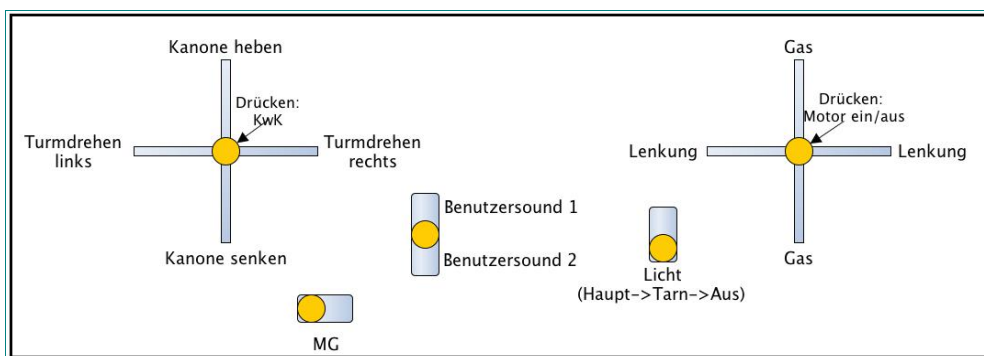 Kanone heben
Drücken:
KwK
Turmdrehen
links
Turmdrehen
rechts
Kanone senken
Benutzersound 1
Benutzersound 2
MG
Gas
Drücken:
Motor ein/aus
Lenkung
Lenkung
Gas
Licht
(Haupt->Tarn->Aus)